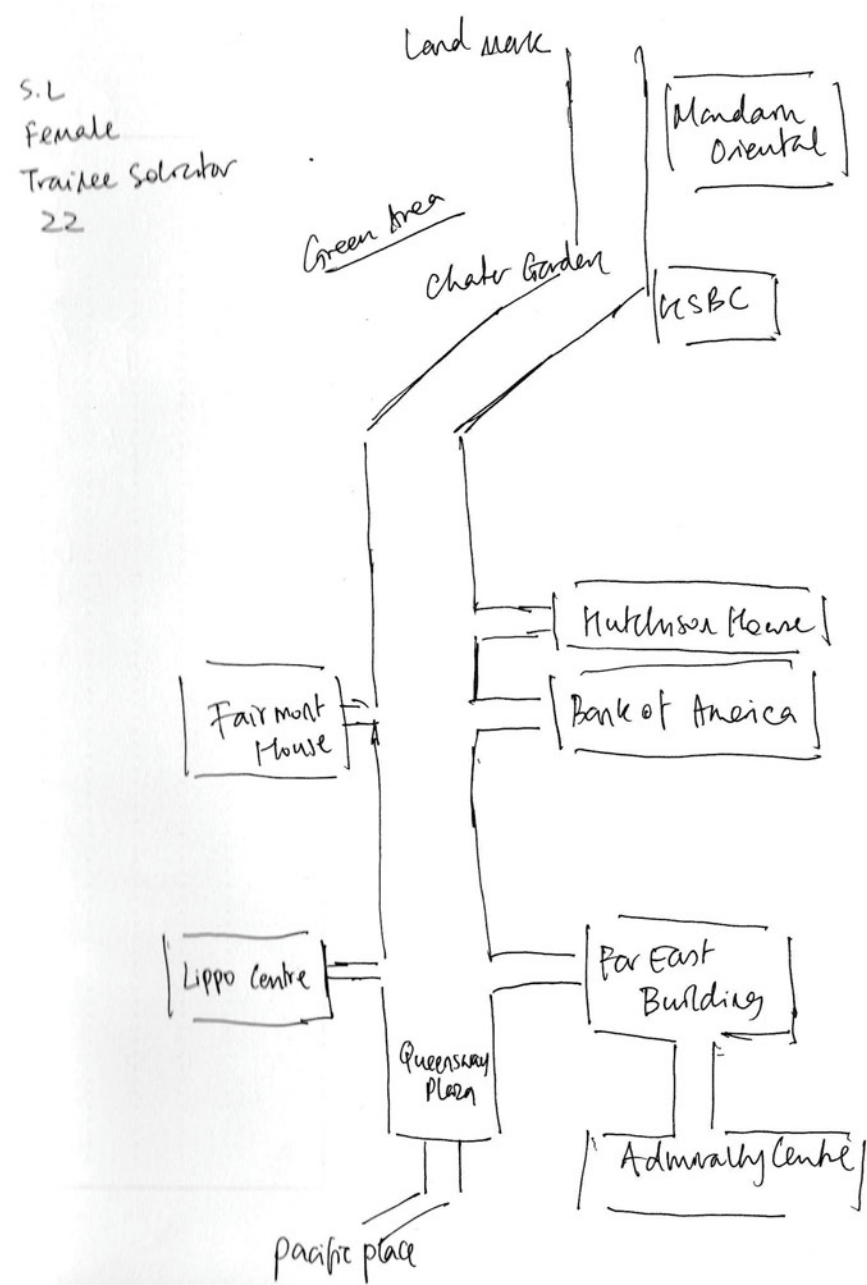 Land mark
S.L
Female
Trainee Solicitor
22
Mandarn
Oriental
Green Area
Chater Garden
HSBC
Hutchison House
Fairmont
House
Bank of America
Lippo Centre
Far East
Building
Queensway
Plaza
Admiralty Centre
pacific place